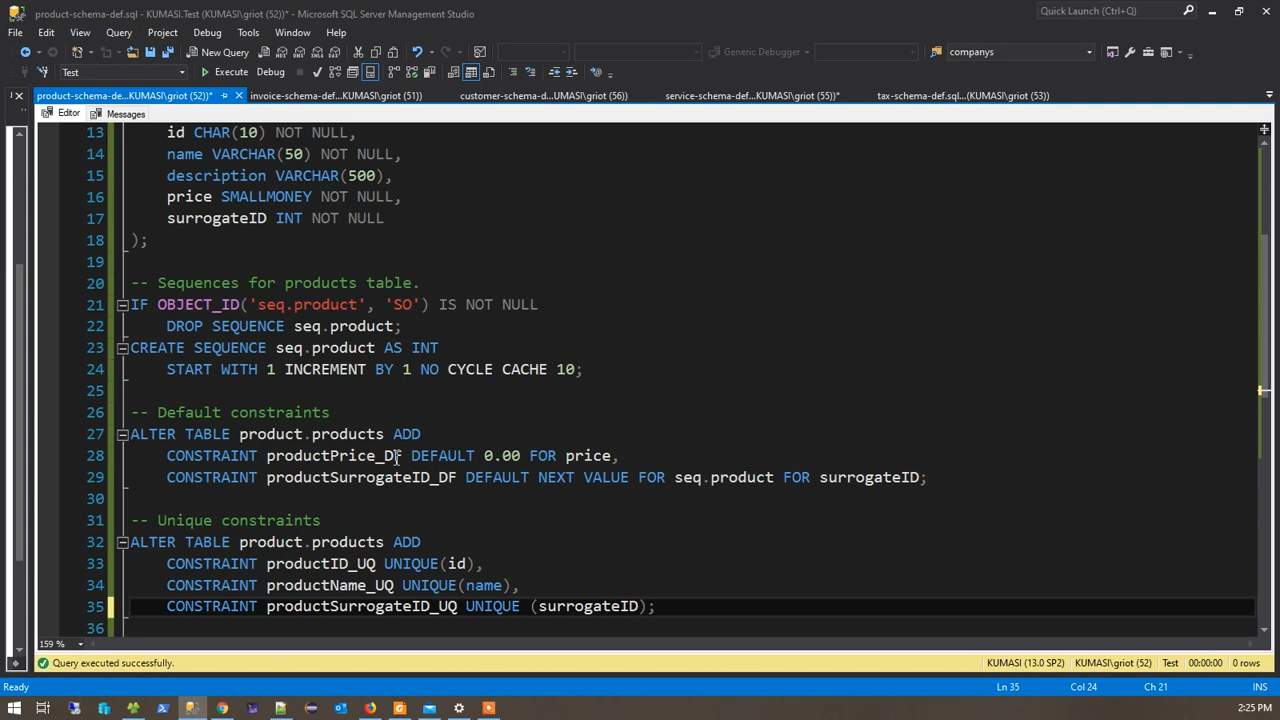 product-schema-def.sql - KUMASI.Test (KUMASI\griot (52))* - Microsoft SQL Server Management Studio
Quick Launch (Ctrl+Q)
File Edit View Query Project Debug Tools Window Help
New Query
Generic Debugger
companys
Test
Execute Debug
product-schema-de...KUMASI\griot (52))*
invoice-schema-def...KUMASI\griot (51))
customer-schema-d...UMASI\griot (56))
service-schema-def...KUMASI\griot (55))*
tax-schema-def.sql...(KUMASI\griot (53))
Editor Messages
13 id CHAR(10) NOT NULL,
14 name VARCHAR(50) NOT NULL,
15 description VARCHAR(500),
16 price SMALLMONEY NOT NULL,
17 surrogateID INT NOT NULL
18 );
19
20 -- Sequences for products table.
21 IF OBJECT_ID('seq.product', 'SO') IS NOT NULL
22 DROP SEQUENCE seq.product;
23 CREATE SEQUENCE seq.product AS INT
24 START WITH 1 INCREMENT BY 1 NO CYCLE CACHE 10;
25
26 -- Default constraints
27 ALTER TABLE product.products ADD
28 CONSTRAINT productPrice_DF DEFAULT 0.00 FOR price,
29 CONSTRAINT productSurrogateID_DF DEFAULT NEXT VALUE FOR seq.product FOR surrogateID;
30
31 -- Unique constraints
32 ALTER TABLE product.products ADD
33 CONSTRAINT productID_UQ UNIQUE(id),
34 CONSTRAINT productName_UQ UNIQUE(name),
35 CONSTRAINT productSurrogateID_UQ UNIQUE (surrogateID);
36
159 %
Query executed successfully.
KUMASI (13.0 SP2) KUMASI\griot (52) Test 00:00:00 0 rows
Ready
Ln 35 Col 24 Ch 21 INS
2:25 PM